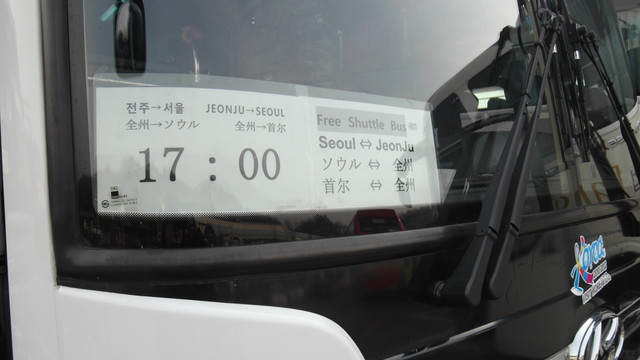 전주→서울 JEONJU→SEOUL
全州→ソウル 全州→首尔
17 : 00
Free Shuttle Bus
Seoul ⇔ JeonJu
ソウル ⇔ 全州
首尔 ⇔ 全州
Korea